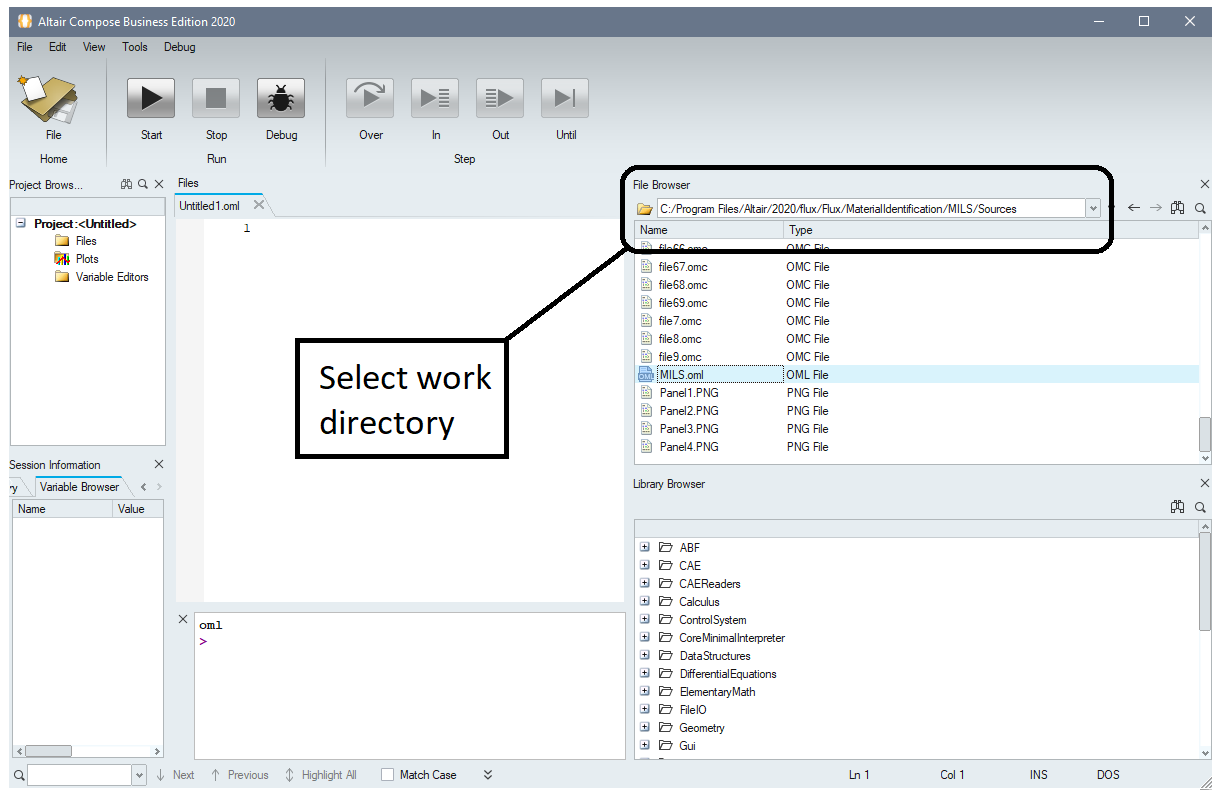 Altair Compose Business Edition 2020
File Edit View Tools Debug
File Start Stop Debug Over In Out Until
Home Run Step
Project Brows...
Project:<Untitled>
Files
Plots
Variable Editors
Files
Untitled1.oml
1
Select work
directory
File Browser
C:/Program Files/Altair/2020/flux/Flux/MaterialIdentification/MILS/Sources
Name Type
file66.omc OMC File
file67.omc OMC File
file68.omc OMC File
file69.omc OMC File
file7.omc OMC File
file8.omc OMC File
file9.omc OMC File
MILS.oml OML File
Panel1.PNG PNG File
Panel2.PNG PNG File
Panel3.PNG PNG File
Panel4.PNG PNG File
Session Information
ry Variable Browser
Name Value
oml
>
Library Browser
ABF
CAE
CAEReaders
Calculus
ControlSystem
CoreMinimalInterpreter
DataStructures
DifferentialEquations
ElementaryMath
FileIO
Geometry
Gui
Next Previous Highlight All Match Case Ln 1 Col 1 INS DOS